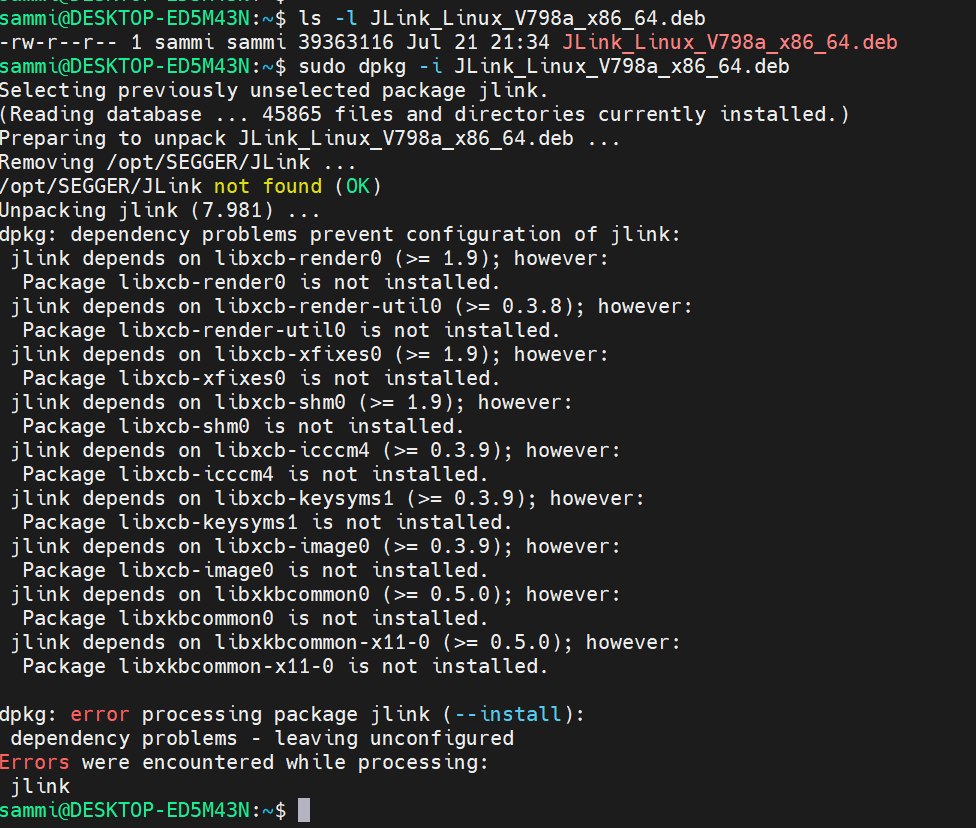 sammi@DESKTOP-ED5M43N:~$ ls -l JLink_Linux_V798a_x86_64.deb
-rw-r--r-- 1 sammi sammi 39363116 Jul 21 21:34 JLink_Linux_V798a_x86_64.deb
sammi@DESKTOP-ED5M43N:~$ sudo dpkg -i JLink_Linux_V798a_x86_64.deb
Selecting previously unselected package jlink.
(Reading database ... 45865 files and directories currently installed.)
Preparing to unpack JLink_Linux_V798a_x86_64.deb ...
Removing /opt/SEGGER/JLink ...
/opt/SEGGER/JLink not found (OK)
Unpacking jlink (7.981) ...
dpkg: dependency problems prevent configuration of jlink:
 jlink depends on libxcb-render0 (>= 1.9); however:
  Package libxcb-render0 is not installed.
 jlink depends on libxcb-render-util0 (>= 0.3.8); however:
  Package libxcb-render-util0 is not installed.
 jlink depends on libxcb-xfixes0 (>= 1.9); however:
  Package libxcb-xfixes0 is not installed.
 jlink depends on libxcb-shm0 (>= 1.9); however:
  Package libxcb-shm0 is not installed.
 jlink depends on libxcb-icccm4 (>= 0.3.9); however:
  Package libxcb-icccm4 is not installed.
 jlink depends on libxcb-keysyms1 (>= 0.3.9); however:
  Package libxcb-keysyms1 is not installed.
 jlink depends on libxcb-image0 (>= 0.3.9); however:
  Package libxcb-image0 is not installed.
 jlink depends on libxkbcommon0 (>= 0.5.0); however:
  Package libxkbcommon0 is not installed.
 jlink depends on libxkbcommon-x11-0 (>= 0.5.0); however:
  Package libxkbcommon-x11-0 is not installed.

dpkg: error processing package jlink (--install):
 dependency problems - leaving unconfigured
Errors were encountered while processing:
 jlink
sammi@DESKTOP-ED5M43N:~$